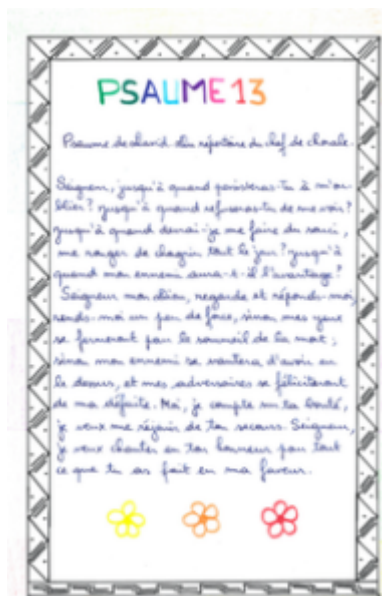 PSAUME 13
Psaume de david. Du répertoire du chef de chorale.
Seigneur, jusqu'à quand persisteras-tu à m'ou-
blier? jusqu'à quand refuseras-tu de me voir?
jusqu'à quand devrai-je me faire du souci,
me ronger de chagrin tout le jour? jusqu'à
quand mon ennemi aura-t-il l'avantage?
Seigneur mon dieu, regarde et réponds-moi,
rends-moi un peu de force, sinon mes yeux
se fermeront par le sommeil de la mort;
sinon mon ennemi se vantera d'avoir eu
le dessus, et mes adversaires se féliciteront
de ma défaite. Moi, je compte sur ta bonté,
je veux me réjouir de ton secours. Seigneur,
je veux chanter en ton honneur pour tout
ce que tu as fait en ma faveur.